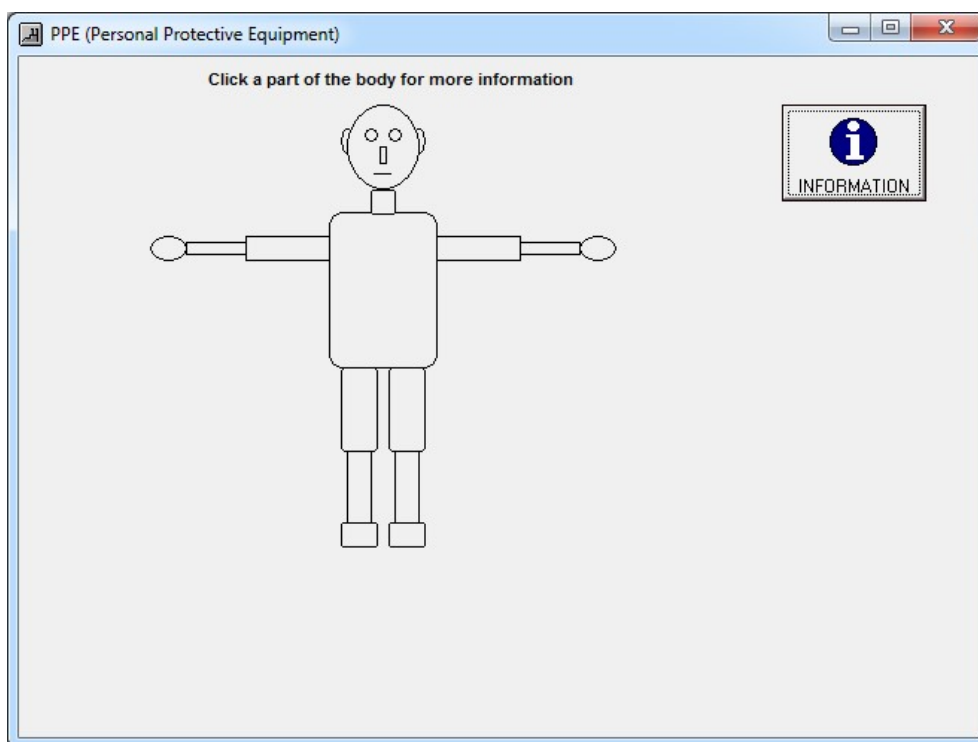 PPE (Personal Protective Equipment)
Click a part of the body for more information
INFORMATION